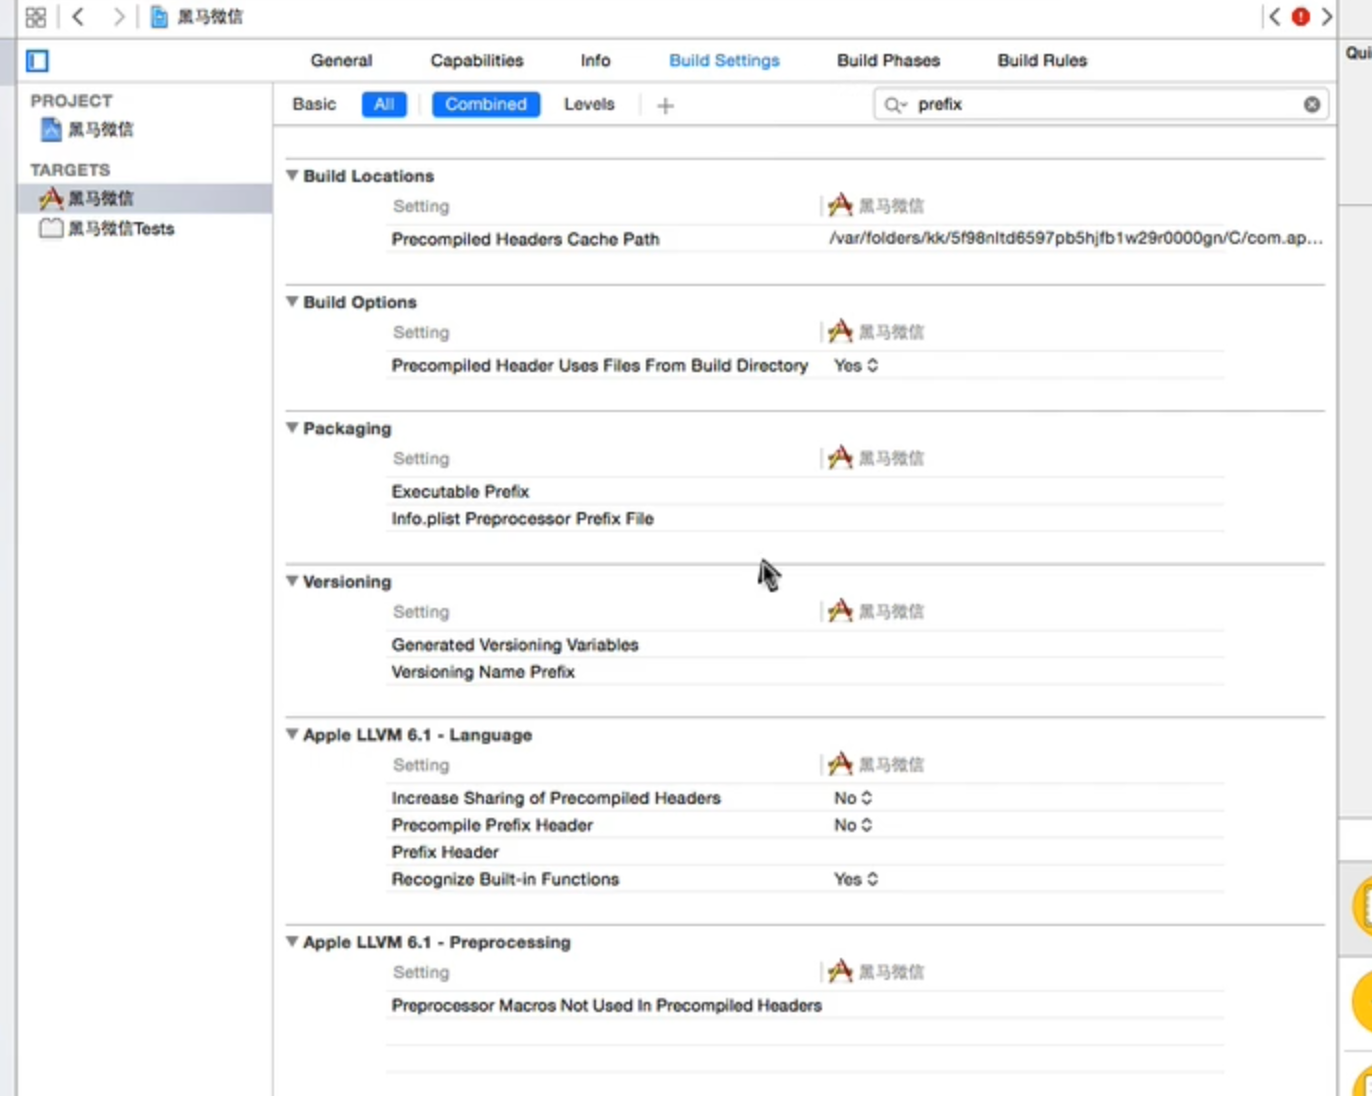 黑马微信
General Capabilities Info Build Settings Build Phases Build Rules
Qui
PROJECT
黑马微信
TARGETS
黑马微信
黑马微信Tests
Basic All Combined Levels + prefix
Build Locations
Setting 黑马微信
Precompiled Headers Cache Path /var/folders/kk/5f98nltd6597pb5hjfb1w29r0000gn/C/com.ap...
Build Options
Setting 黑马微信
Precompiled Header Uses Files From Build Directory Yes
Packaging
Setting 黑马微信
Executable Prefix
Info.plist Preprocessor Prefix File
Versioning
Setting 黑马微信
Generated Versioning Variables
Versioning Name Prefix
Apple LLVM 6.1 - Language
Setting 黑马微信
Increase Sharing of Precompiled Headers No
Precompile Prefix Header No
Prefix Header
Recognize Built-in Functions Yes
Apple LLVM 6.1 - Preprocessing
Setting 黑马微信
Preprocessor Macros Not Used In Precompiled Headers